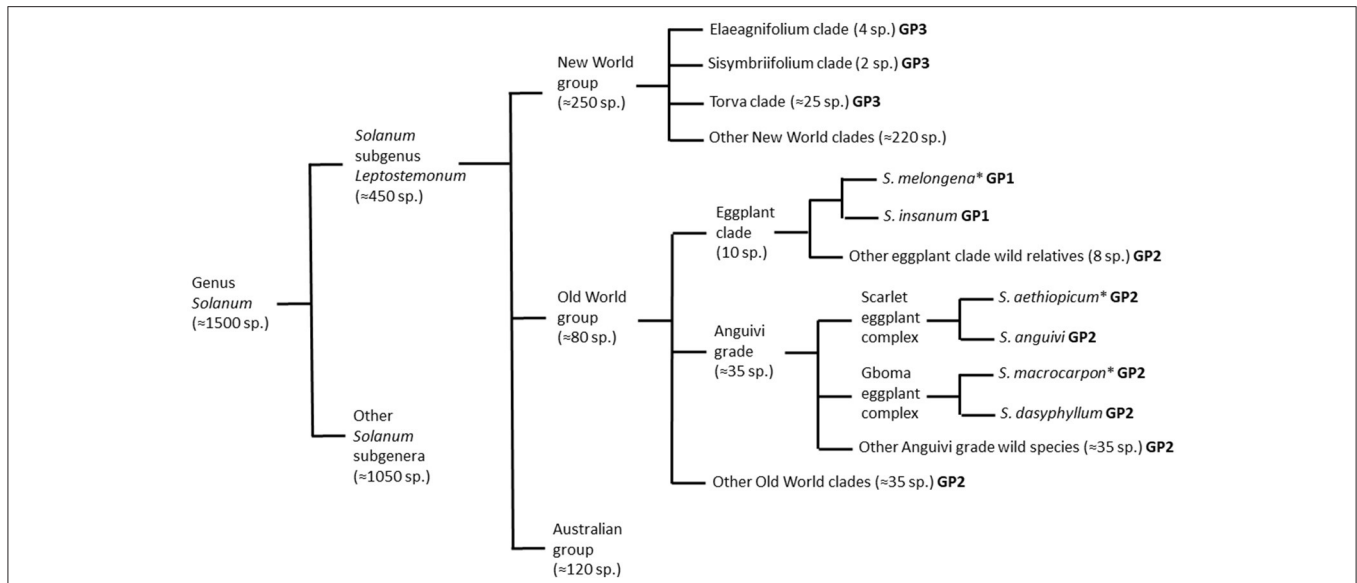 Genus
Solanum
(≈1500 sp.)
Solanum
subgenus
Leptostemonum
(≈450 sp.)
Other
Solanum
subgenera
(≈1050 sp.)
New World
group
(≈250 sp.)
Elaeagnifolium clade (4 sp.) GP3
Sisymbriifolium clade (2 sp.) GP3
Torva clade (≈25 sp.) GP3
Other New World clades (≈220 sp.)
Old World
group
(≈80 sp.)
Eggplant
clade
(10 sp.)
S. melongena* GP1
S. insanum GP1
Other eggplant clade wild relatives (8 sp.) GP2
Anguivi
grade
(≈35 sp.)
Scarlet
eggplant
complex
S. aethiopicum* GP2
S. anguivi GP2
Gboma
eggplant
complex
S. macrocarpon* GP2
S. dasyphyllum GP2
Other Anguivi grade wild species (≈35 sp.) GP2
Other Old World clades (≈35 sp.) GP2
Australian
group
(≈120 sp.)